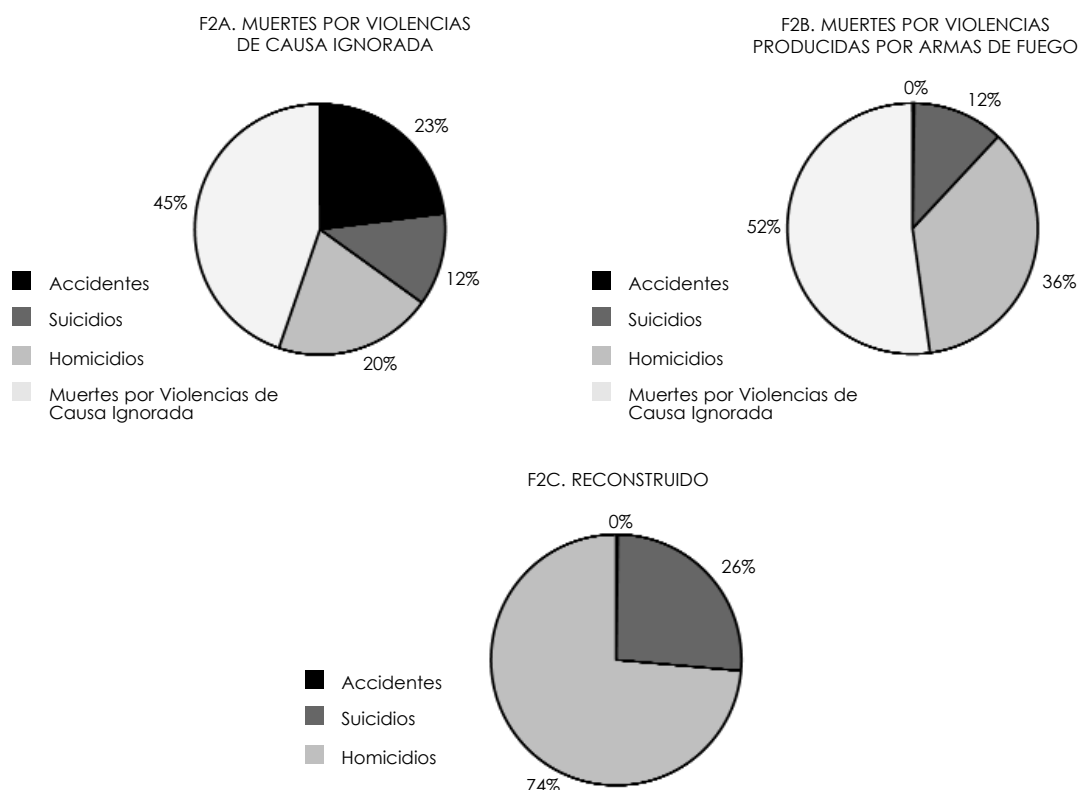 F2A. MUERTES POR VIOLENCIAS
DE CAUSA IGNORADA
23%
45%
12%
20%
Accidentes
Suicidios
Homicidios
Muertes por Violencias de
Causa Ignorada
F2B. MUERTES POR VIOLENCIAS
PRODUCIDAS POR ARMAS DE FUEGO
0%
12%
52%
36%
Accidentes
Suicidios
Homicidios
Muertes por Violencias de
Causa Ignorada
F2C. RECONSTRUIDO
0%
26%
Accidentes
Suicidios
Homicidios
74%